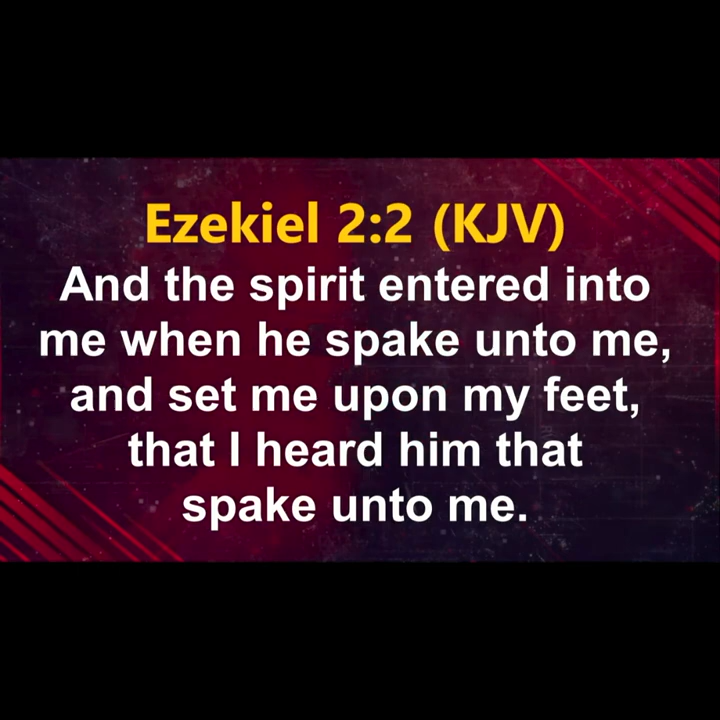 Ezekiel 2:2 (KJV)
And the spirit entered into
me when he spake unto me,
and set me upon my feet,
that I heard him that
spake unto me.